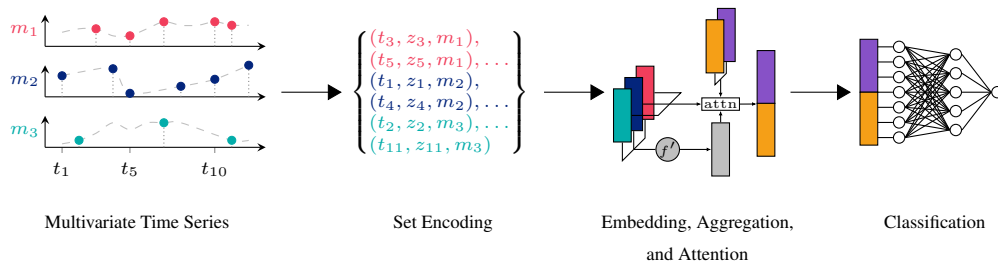 m₁
m₂
m₃
t₁ t₅ t₁₀
(t₃, z₃, m₁),
(t₅, z₅, m₁), ...
(t₁, z₁, m₂),
(t₄, z₄, m₂), ...
(t₂, z₂, m₃), ...
(t₁₁, z₁₁, m₃)
attn
f′
Multivariate Time Series
Set Encoding
Embedding, Aggregation,
and Attention
Classification